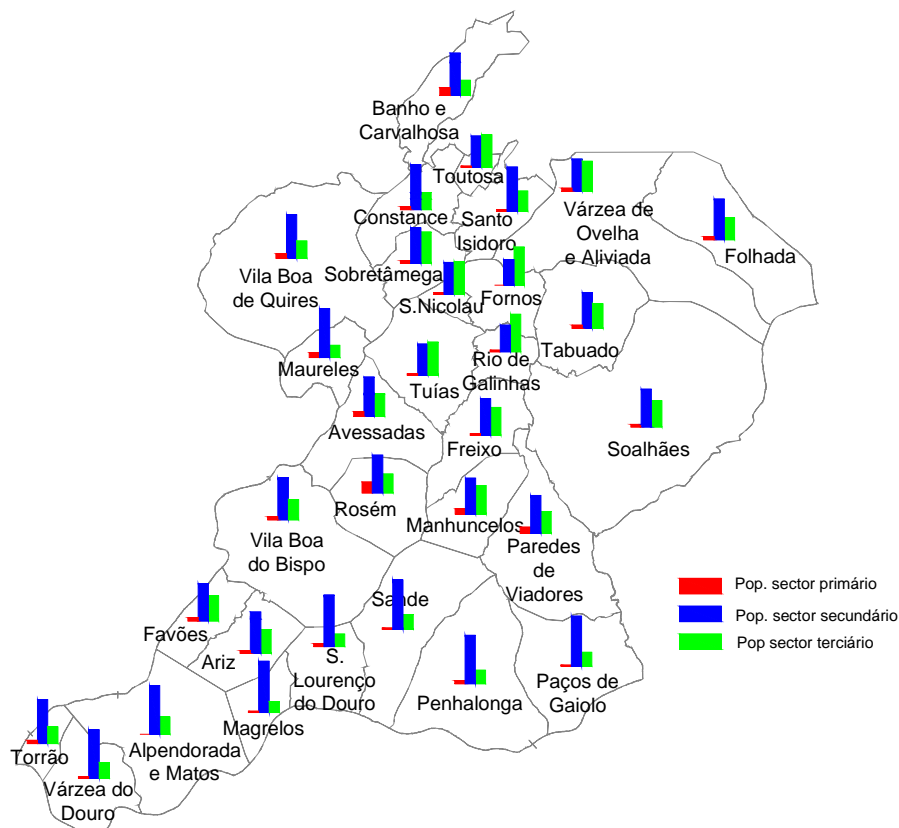 Banho e
Carvalhosa
Toutosa
Constance
Santo
Isidoro
Várzea de
Ovelha
e Aliviada
Folhada
Vila Boa
de Quires
Sobretâmega
S.Nicolau
Fornos
Tabuado
Maureles
Tuías
Rio de
Galinhas
Avessadas
Freixo
Soalhães
Rosém
Manhuncelos
Vila Boa
do Bispo
Paredes
de
Viadores
Pop. sector primário
Pop. sector secundário
Pop sector terciário
Favões
Sande
Ariz
S.
Lourenço
do Douro
Penhalonga
Paços de
Gaiolo
Magrelos
Torrão
Alpendorada
e Matos
Várzea do
Douro